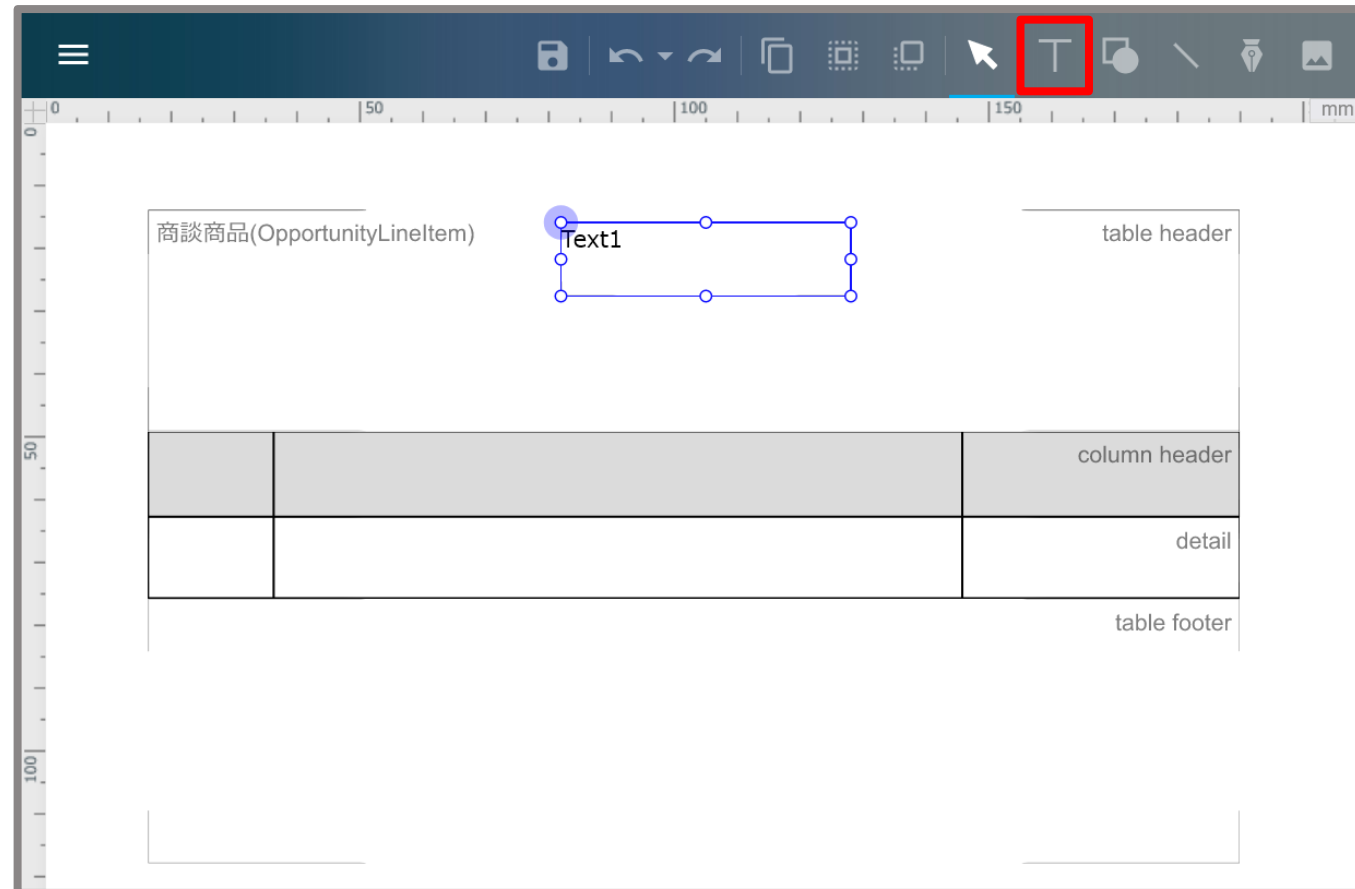 0 50 100 150 mm
0
商談商品(OpportunityLineItem) Text1 table header
50
column header
detail
table footer
100